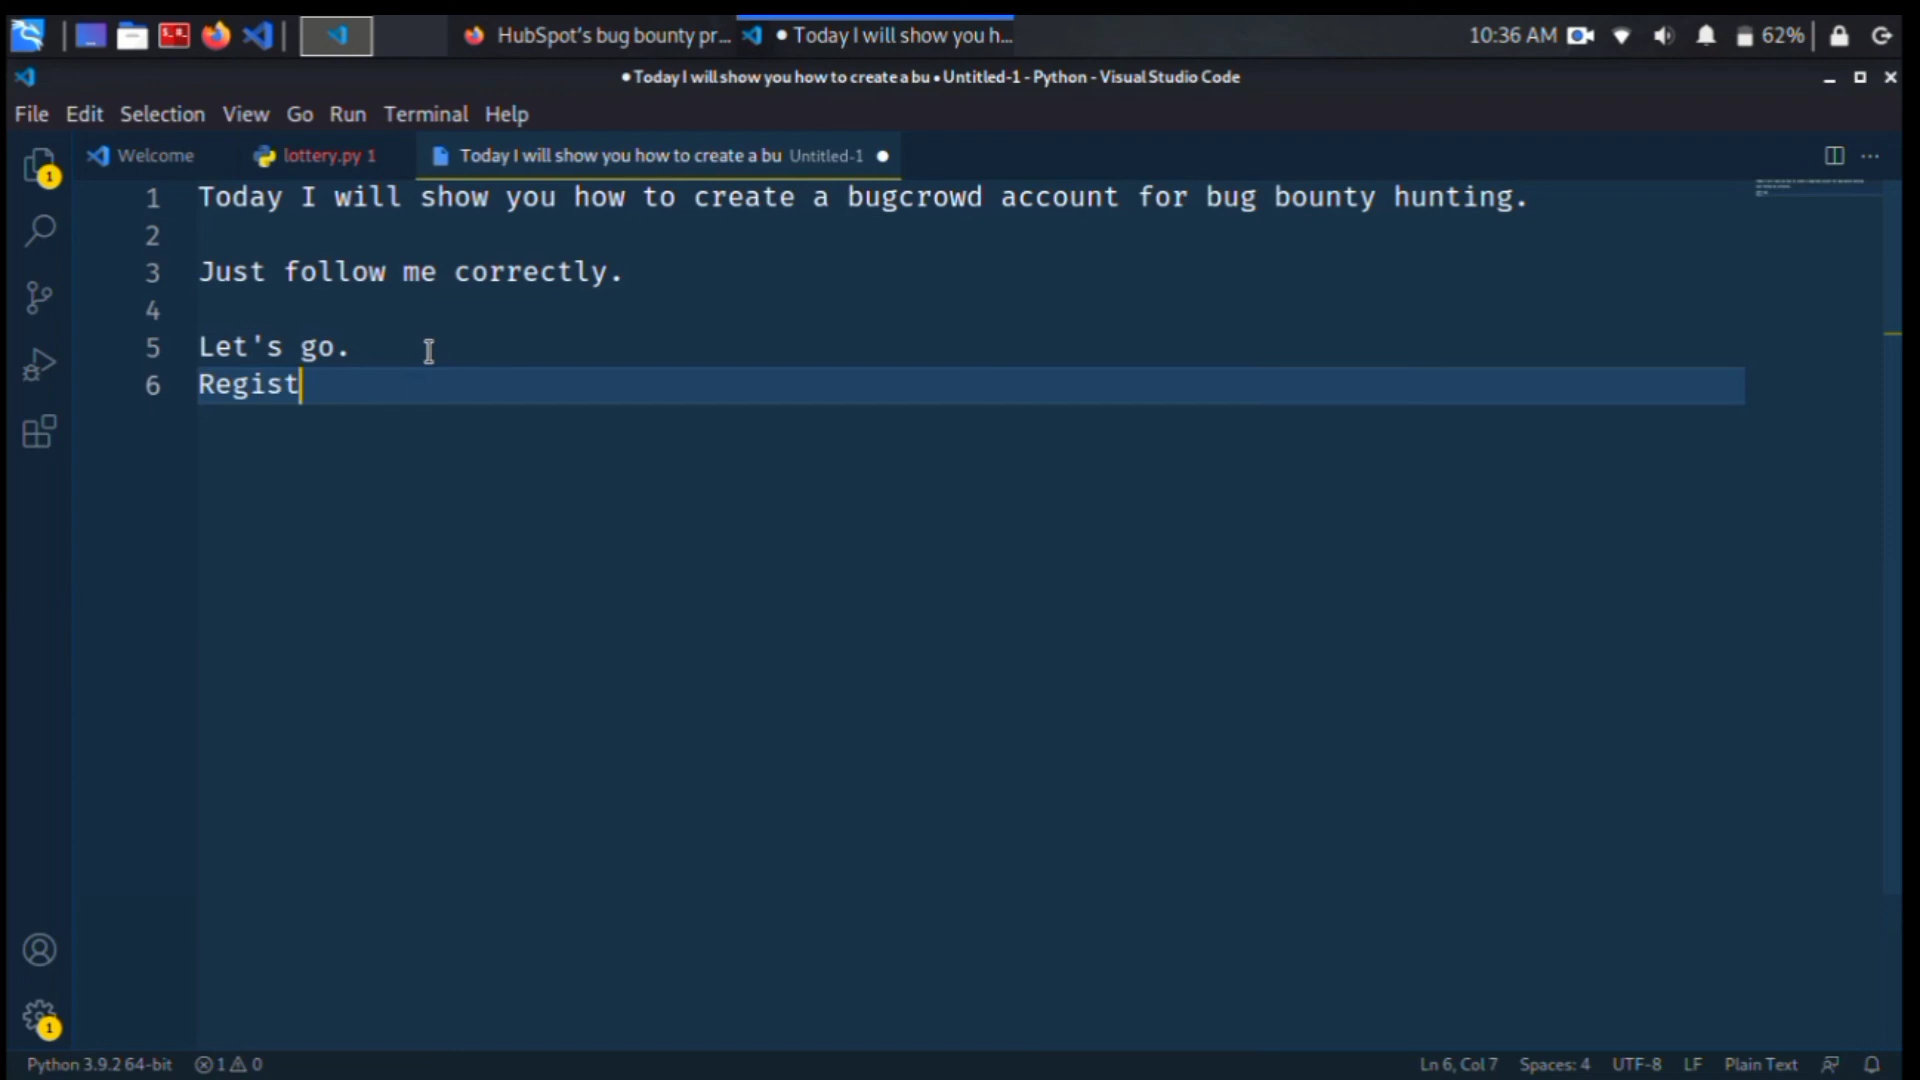 HubSpot's bug bounty pr...
● Today I will show you h...
10:36 AM
62%
● Today I will show you how to create a bu ● Untitled-1 - Python - Visual Studio Code
File Edit Selection View Go Run Terminal Help
Welcome
lottery.py 1
Today I will show you how to create a bu Untitled-1 ●
1 Today I will show you how to create a bugcrowd account for bug bounty hunting.
2
3 Just follow me correctly.
4
5 Let's go.
6 Regist
1
1
Python 3.9.2 64-bit 1 0
Ln 6, Col 7 Spaces: 4 UTF-8 LF Plain Text